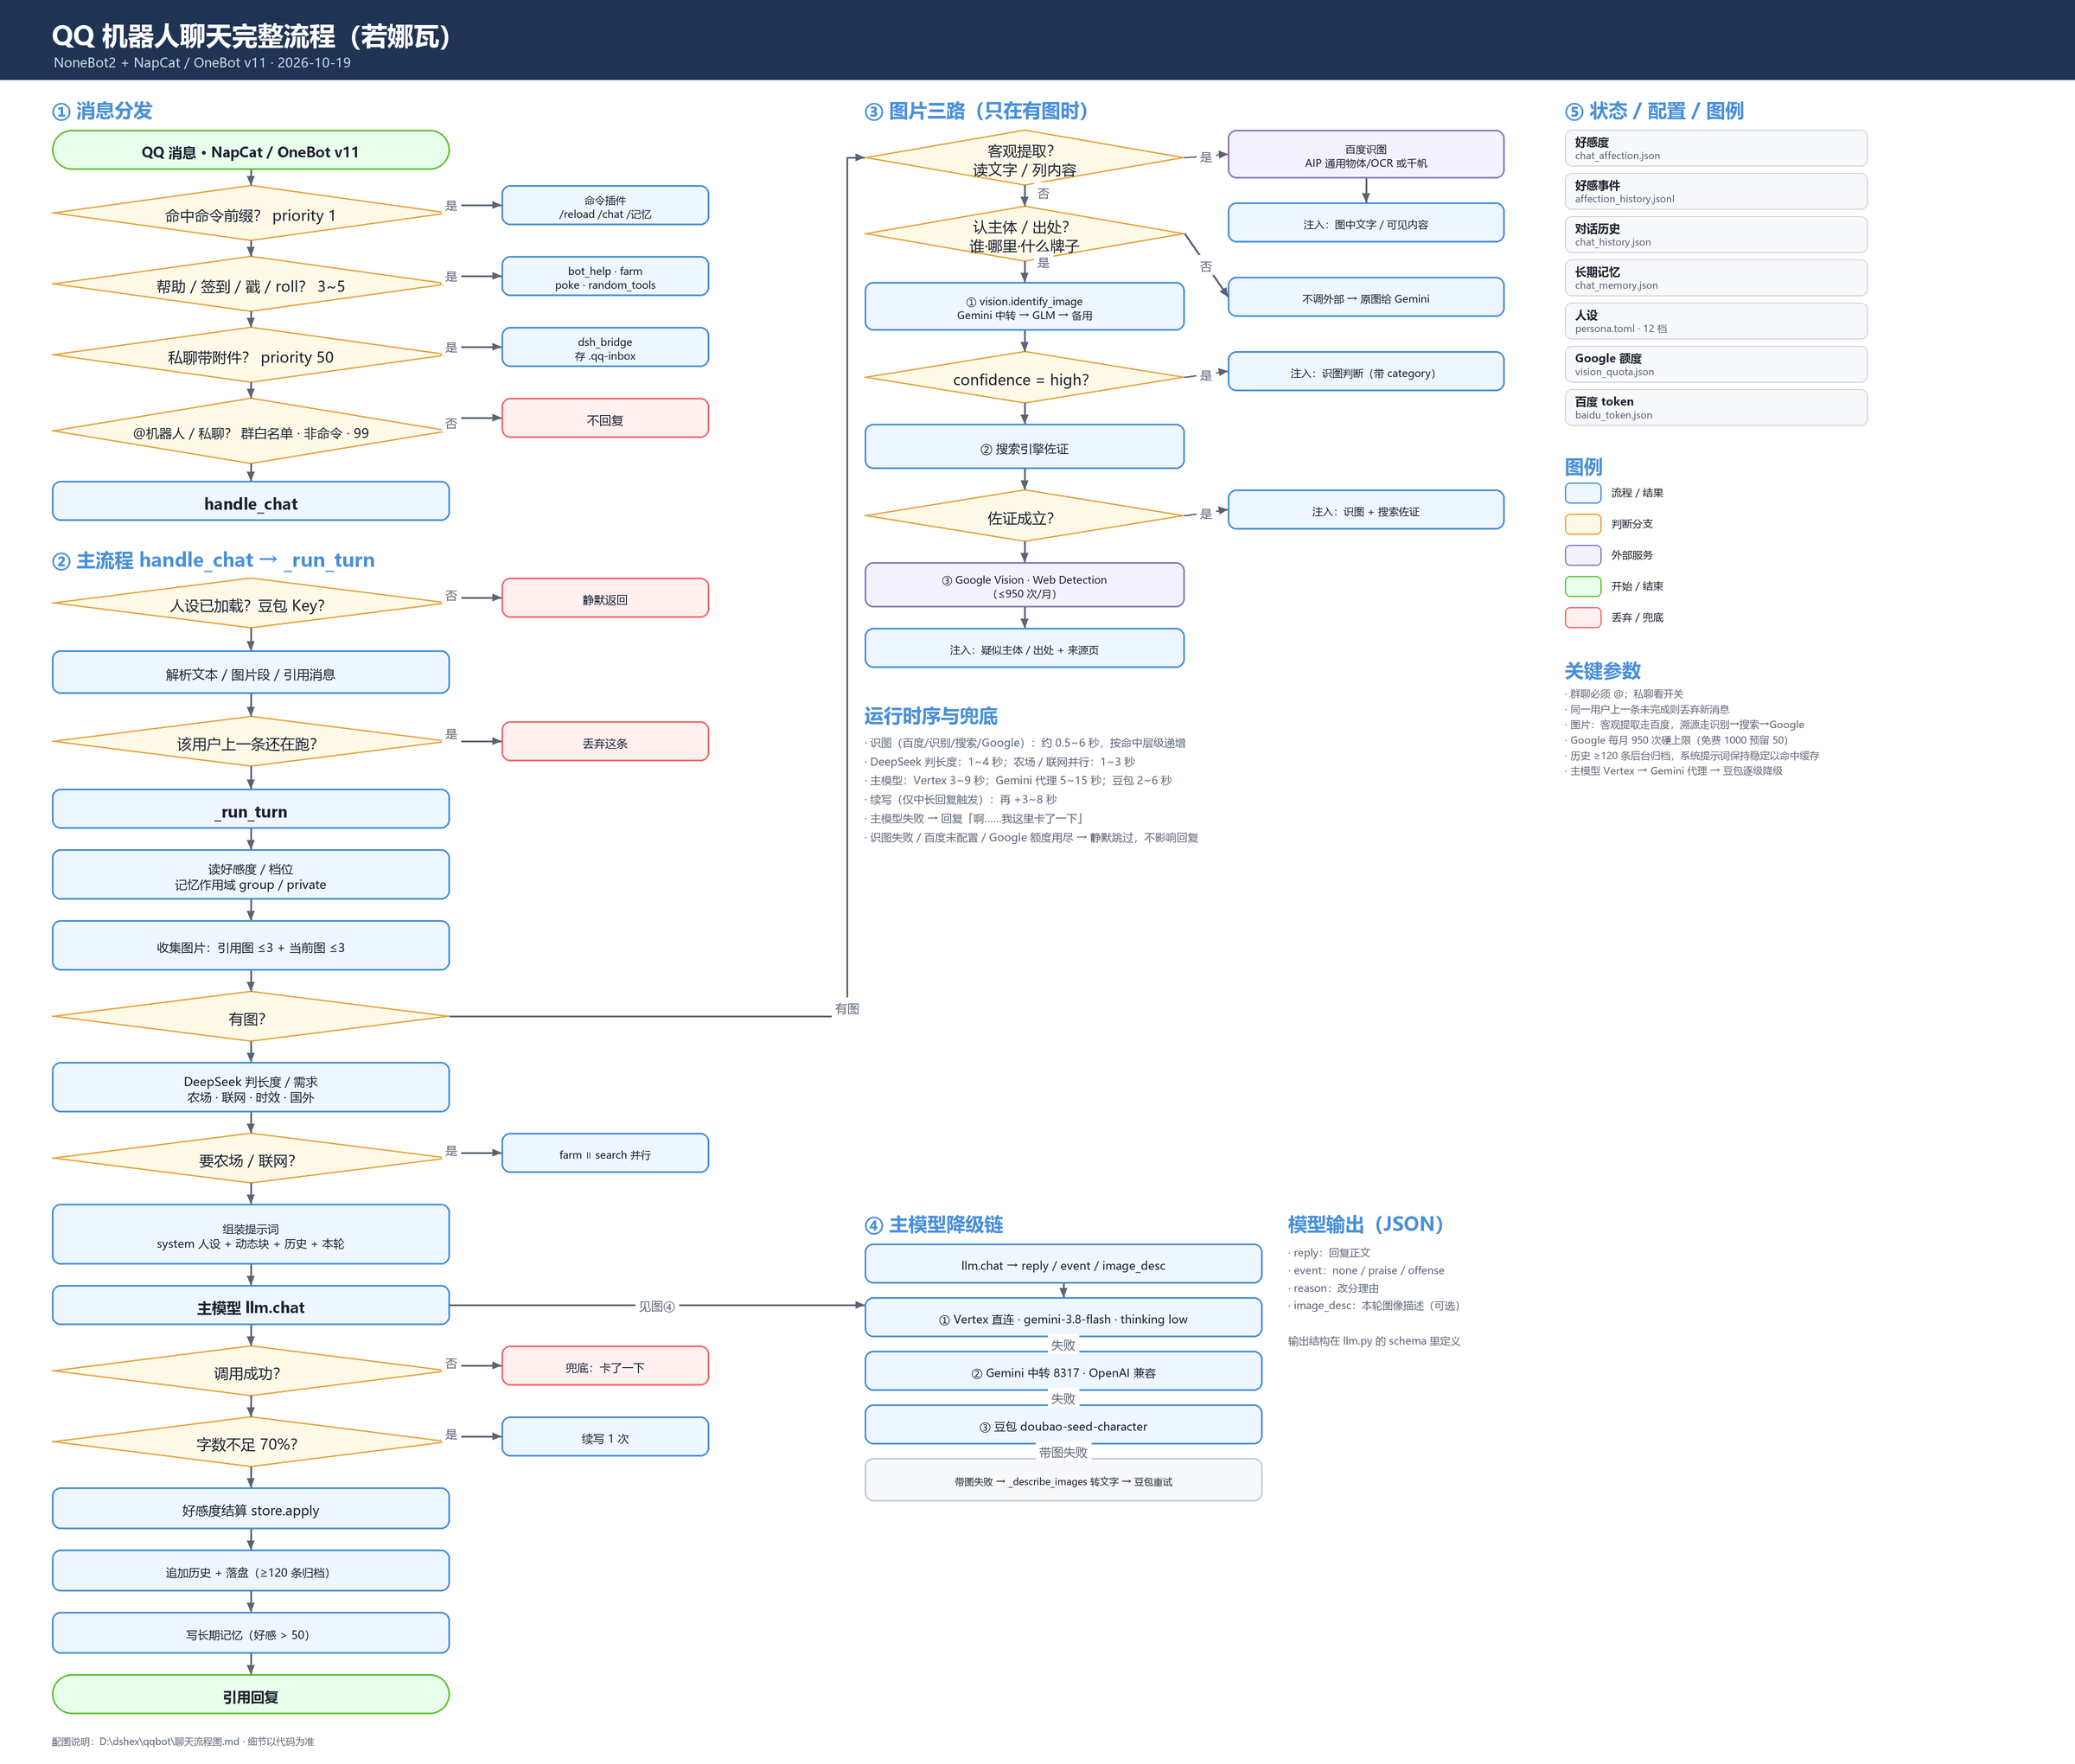 QQ 机器人聊天完整流程（若娜瓦）
NoneBot2 + NapCat / OneBot v11 · 2026-10-19
① 消息分发
QQ 消息 • NapCat / OneBot v11
命中命令前缀？ priority 1
是
命令插件
/reload /chat /记忆
帮助 / 签到 / 戳 / roll？ 3~5
是
bot_help · farm
poke · random_tools
私聊带附件？ priority 50
是
dsh_bridge
存 .qq-inbox
@机器人 / 私聊？ 群白名单 · 非命令 · 99
否
不回复
handle_chat
② 主流程 handle_chat → _run_turn
人设已加载？豆包 Key？
否
静默返回
解析文本 / 图片段 / 引用消息
该用户上一条还在跑？
是
丢弃这条
_run_turn
读好感度 / 档位
记忆作用域 group / private
收集图片：引用图 ≤3 + 当前图 ≤3
有图？
有图
DeepSeek 判长度 / 需求
农场 · 联网 · 时效 · 国外
要农场 / 联网？
是
farm ∥ search 并行
组装提示词
system 人设 + 动态块 + 历史 + 本轮
主模型 llm.chat
见图④
调用成功？
否
兜底：卡了一下
字数不足 70%？
是
续写 1 次
好感度结算 store.apply
追加历史 + 落盘（≥120 条归档）
写长期记忆（好感 > 50）
引用回复
配图说明：D:\dshex\qqbot\聊天流程图.md · 细节以代码为准
③ 图片三路（只在有图时）
客观提取？
读文字 / 列内容
是
百度识图
AIP 通用物体/OCR 或千帆
注入：图中文字 / 可见内容
否
认主体 / 出处？
谁·哪里·什么牌子
否
不调外部 → 原图给 Gemini
是
① vision.identify_image
Gemini 中转 → GLM → 备用
confidence = high？
是
注入：识图判断（带 category）
② 搜索引擎佐证
佐证成立？
是
注入：识图 + 搜索佐证
③ Google Vision · Web Detection
（≤950 次/月）
注入：疑似主体 / 出处 + 来源页
运行时序与兜底
· 识图（百度/识别/搜索/Google）：约 0.5~6 秒，按命中层级递增
· DeepSeek 判长度：1~4 秒；农场 / 联网并行：1~3 秒
· 主模型：Vertex 3~9 秒；Gemini 代理 5~15 秒；豆包 2~6 秒
· 续写（仅中长回复触发）：再 +3~8 秒
· 主模型失败 → 回复「啊……我这里卡了一下」
· 识图失败 / 百度未配置 / Google 额度用尽 → 静默跳过，不影响回复
④ 主模型降级链
llm.chat → reply / event / image_desc
① Vertex 直连 · gemini-3.8-flash · thinking low
失败
② Gemini 中转 8317 · OpenAI 兼容
失败
③ 豆包 doubao-seed-character
带图失败
带图失败 → _describe_images 转文字 → 豆包重试
模型输出（JSON）
· reply：回复正文
· event：none / praise / offense
· reason：改分理由
· image_desc：本轮图像描述（可选）
输出结构在 llm.py 的 schema 里定义
⑤ 状态 / 配置 / 图例
好感度
chat_affection.json
好感事件
affection_history.jsonl
对话历史
chat_history.json
长期记忆
chat_memory.json
人设
persona.toml · 12 档
Google 额度
vision_quota.json
百度 token
baidu_token.json
图例
流程 / 结果
判断分支
外部服务
开始 / 结束
丢弃 / 兜底
关键参数
· 群聊必须 @；私聊看开关
· 同一用户上一条未完成则丢弃新消息
· 图片：客观提取走百度，溯源走识别→搜索→Google
· Google 每月 950 次硬上限（免费 1000 预留 50）
· 历史 ≥120 条后台归档，系统提示词保持稳定以命中缓存
· 主模型 Vertex → Gemini 代理 → 豆包逐级降级